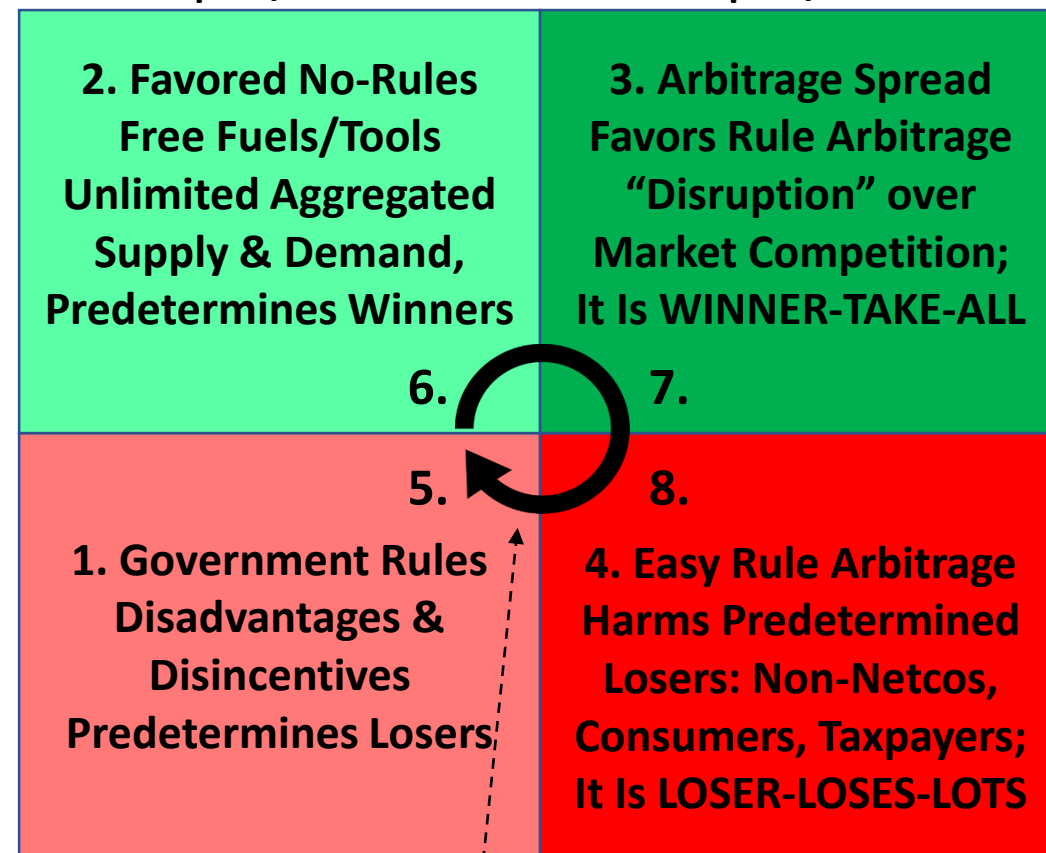 2. Favored No-Rules
Free Fuels/Tools
Unlimited Aggregated
Supply & Demand,
Predetermines Winners
3. Arbitrage Spread
Favors Rule Arbitrage
“Disruption” over
Market Competition;
It Is WINNER-TAKE-ALL
6.
7.
5.
8.
1. Government Rules
Disadvantages &
Disincentives
Predetermines Losers
4. Easy Rule Arbitrage
Harms Predetermined
Losers: Non-Netcos,
Consumers, Taxpayers;
It Is LOSER-LOSES-LOTS